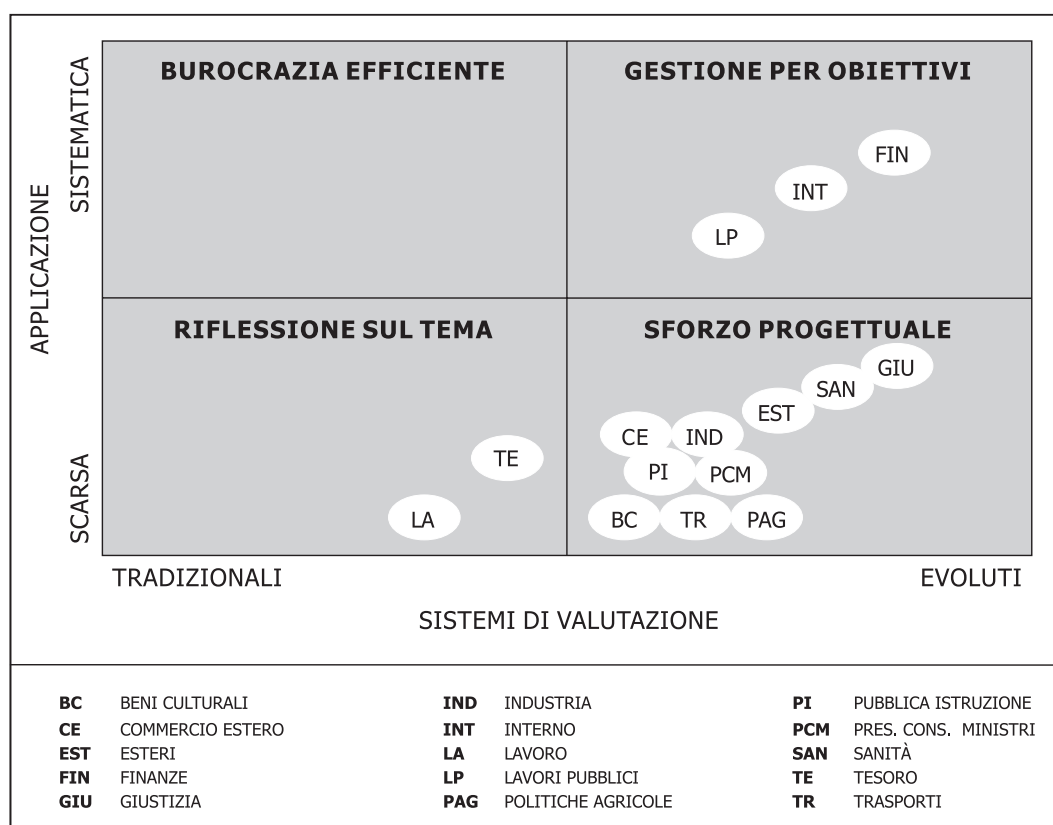 BUROCRAZIA EFFICIENTE
GESTIONE PER OBIETTIVI
SISTEMATICA
APPLICAZIONE
FIN
INT
LP
RIFLESSIONE SUL TEMA
SFORZO PROGETTUALE
SCARSA
GIU
SAN
EST
CE
IND
TE
PI
PCM
LA
BC
TR
PAG
TRADIZIONALI
EVOLUTI
SISTEMI DI VALUTAZIONE
BC BENI CULTURALI
CE COMMERCIO ESTERO
EST ESTERI
FIN FINANZE
GIU GIUSTIZIA
IND INDUSTRIA
INT INTERNO
LA LAVORO
LP LAVORI PUBBLICI
PAG POLITICHE AGRICOLE
PI PUBBLICA ISTRUZIONE
PCM PRES. CONS. MINISTRI
SAN SANITÀ
TE TESORO
TR TRASPORTI